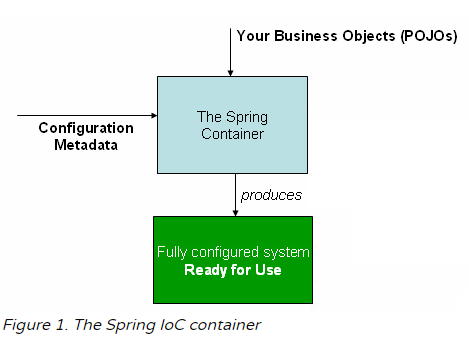 Your Business Objects (POJOs)
The Spring
Container
Configuration
Metadata
produces
Fully configured system
Ready for Use
Figure 1. The Spring IoC container